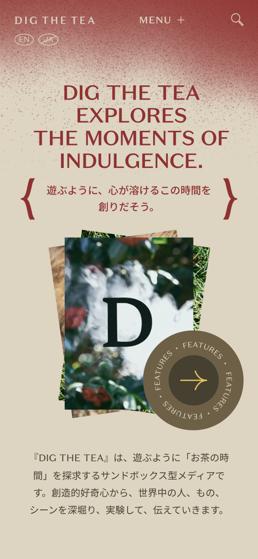 DIG THE TEA
MENU +
EN JA
DIG THE TEA
EXPLORES
THE MOMENTS OF
INDULGENCE.
遊ぶように、心が溶けるこの時間を
創りだそう。
D
FEATURES • FEATURES • FEATURES • FEATURES •
『DIG THE TEA』は、遊ぶように「お茶の時
間」を探求するサンドボックス型メディアで
す。創造的好奇心から、世界中の人、もの、
シーンを深堀り、実験して、伝えていきます。